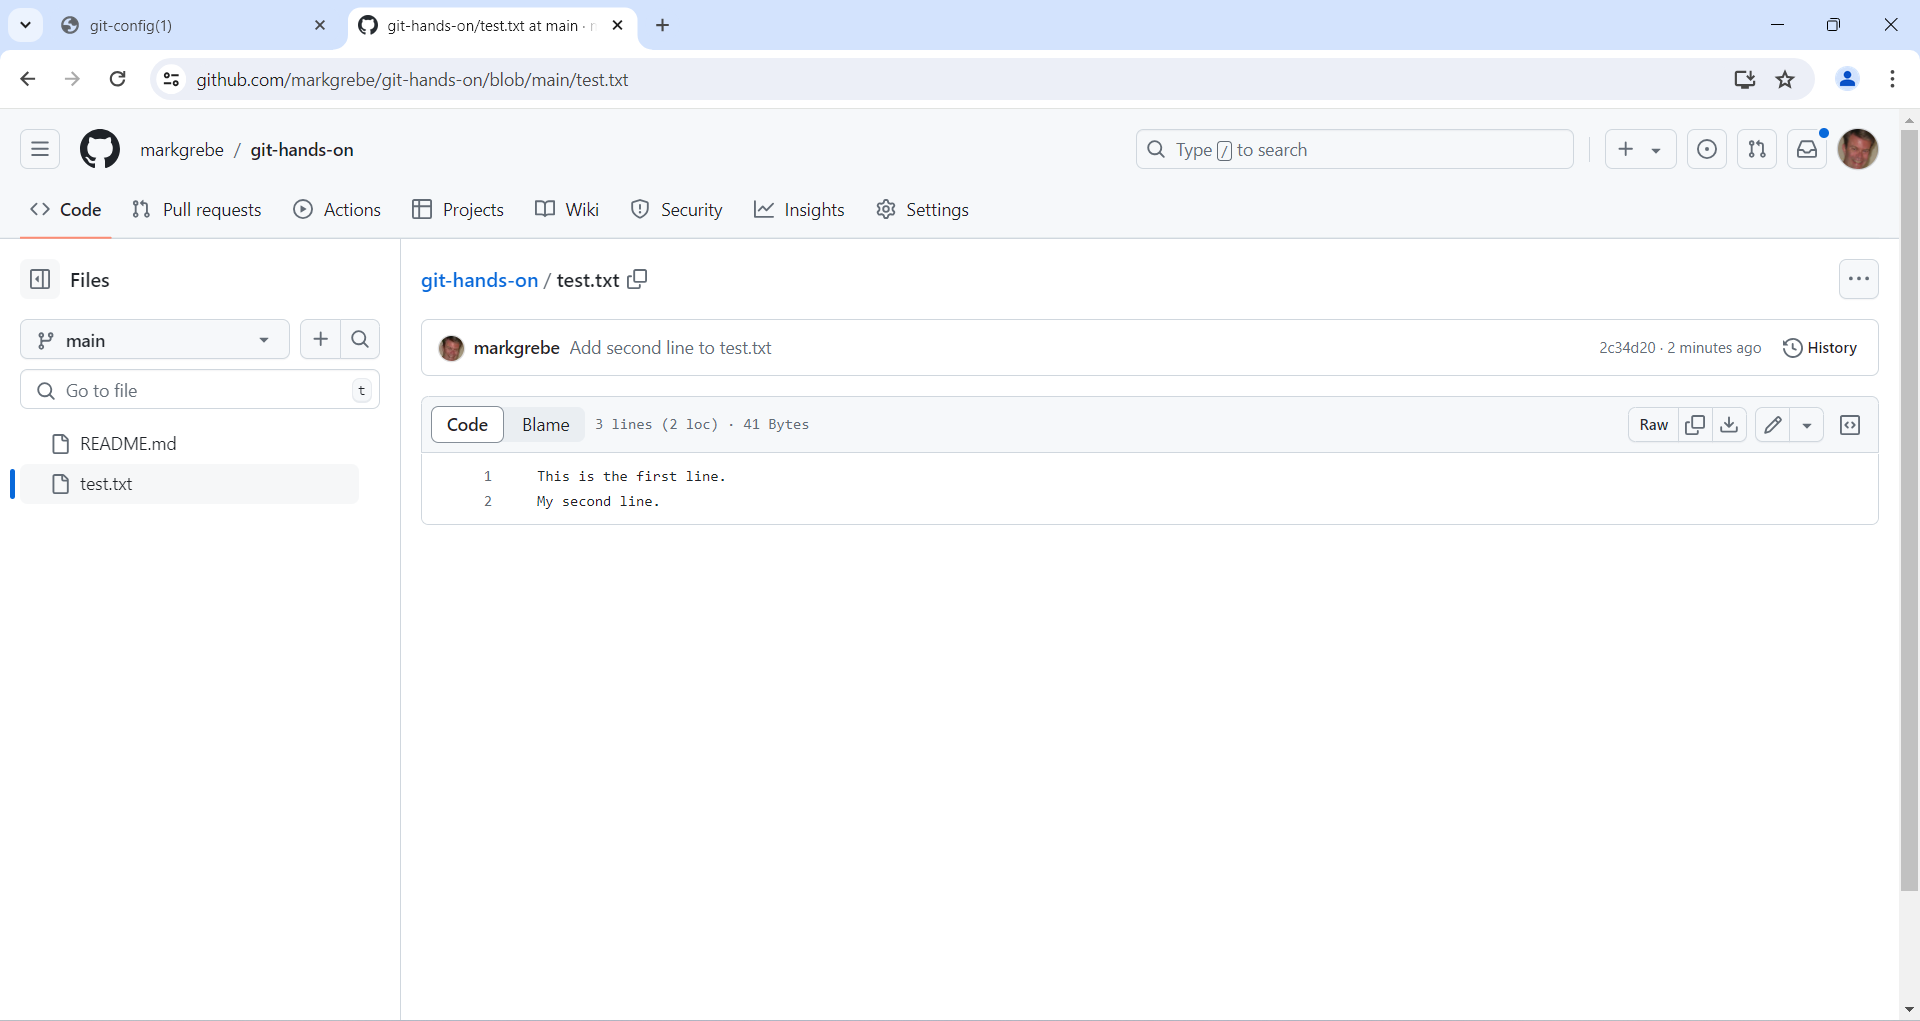 git-config(1)
git-hands-on/test.txt at main ·
github.com/markgrebe/git-hands-on/blob/main/test.txt
markgrebe / git-hands-on
Type / to search
Code Pull requests Actions Projects Wiki Security Insights Settings
Files
main
Go to file t
README.md
test.txt
git-hands-on / test.txt
markgrebe Add second line to test.txt 2c34d20 · 2 minutes ago History
Code Blame 3 lines (2 loc) · 41 Bytes Raw
1 This is the first line.
2 My second line.